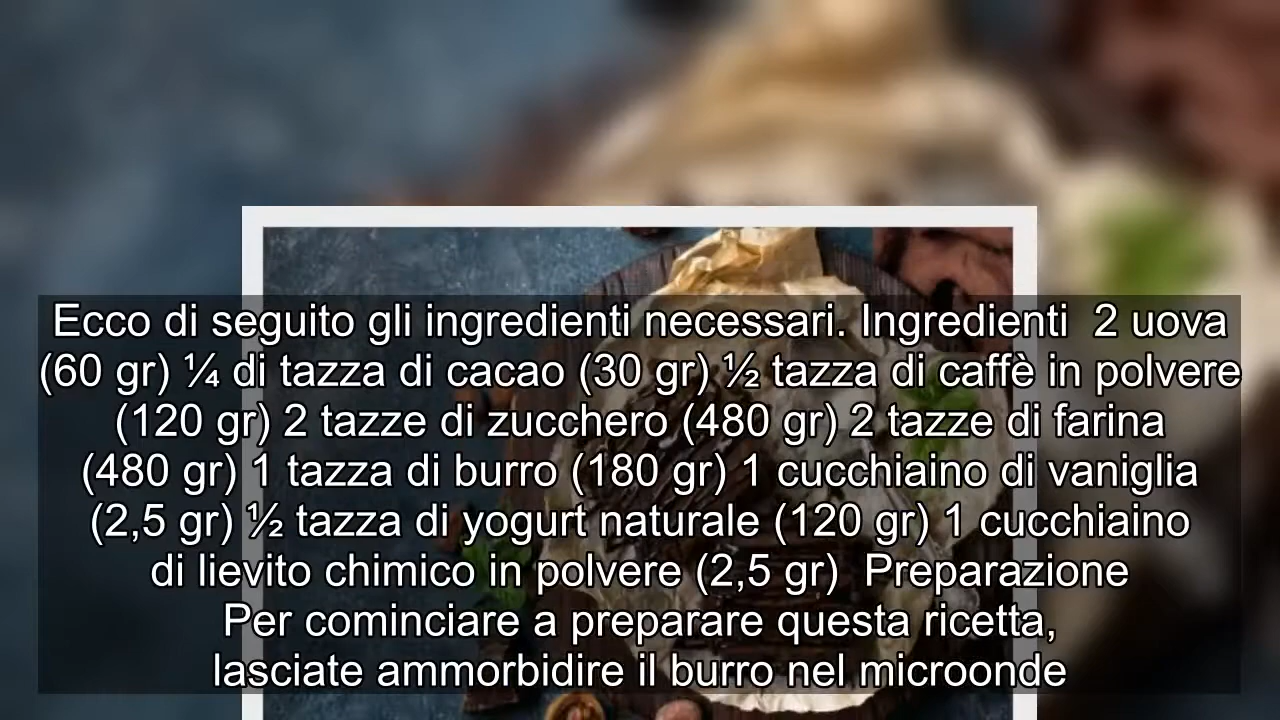 Ecco di seguito gli ingredienti necessari. Ingredienti  2 uova
(60 gr) ¼ di tazza di cacao (30 gr) ½ tazza di caffè in polvere
(120 gr) 2 tazze di zucchero (480 gr) 2 tazze di farina
(480 gr) 1 tazza di burro (180 gr) 1 cucchiaino di vaniglia
(2,5 gr) ½ tazza di yogurt naturale (120 gr) 1 cucchiaino
di lievito chimico in polvere (2,5 gr)  Preparazione
Per cominciare a preparare questa ricetta,
lasciate ammorbidire il burro nel microonde